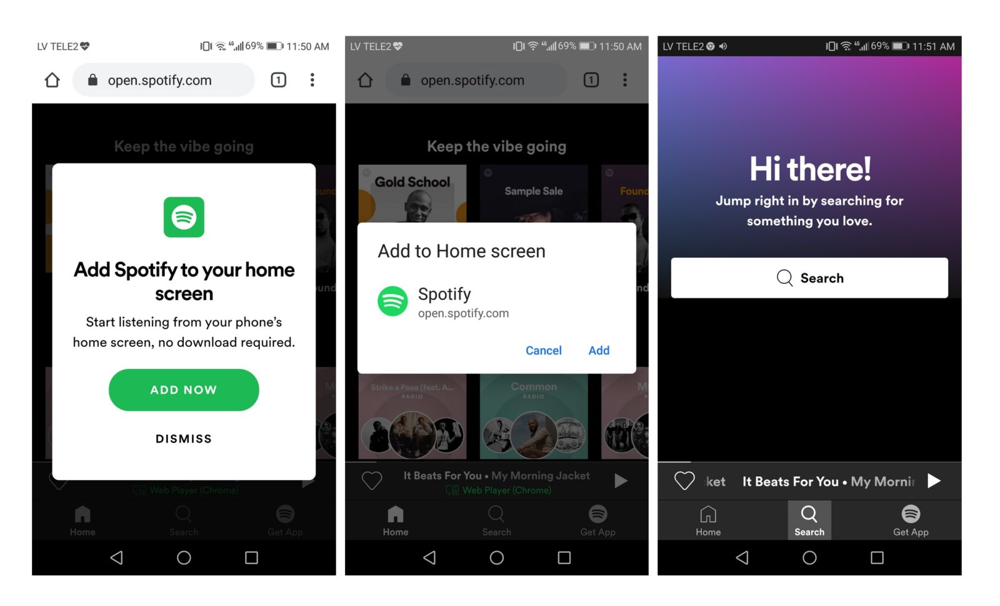 LV TELE2
4G
69%
11:50 AM
open.spotify.com
1
Keep the vibe going
Add Spotify to your home
screen
Start listening from your phone's
home screen, no download required.
ADD NOW
DISMISS
Web Player (Chrome)
Home
Search
Get App
LV TELE2
4G
69%
11:50 AM
open.spotify.com
1
Keep the vibe going
Gold School
Sample Sale
Found
Add to Home screen
Spotify
open.spotify.com
Cancel
Add
Strike a Pose (feat. A...
RADIO
Common
RADIO
M
It Beats For You • My Morning Jacket
Web Player (Chrome)
Home
Search
Get App
LV TELE2
4G
69%
11:51 AM
Hi there!
Jump right in by searching for
something you love.
Search
ket It Beats For You • My Mornin
Home
Search
Get App